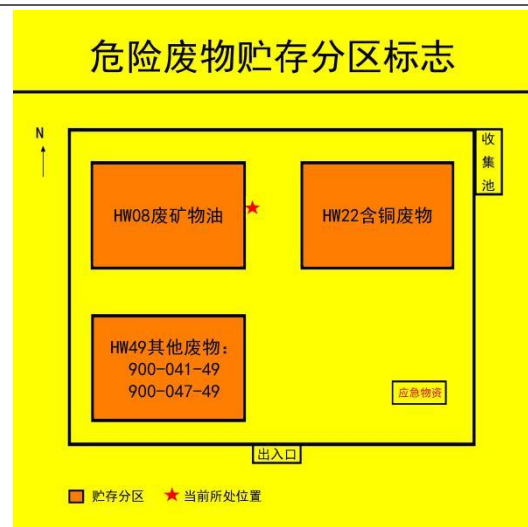 危险废物贮存分区标志
N
收集池
HW08废矿物油
HW22含铜废物
HW49其他废物：
900-041-49
900-047-49
应急物资
出入口
贮存分区
当前所处位置